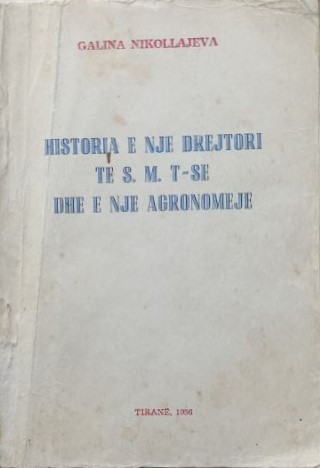 GALINA NIKOLLAJEVA
HISTORIA E NJE DREJTORI
TE S. M. T-SE
DHE E NJE AGRONOMEJE
TIRANË, 1956